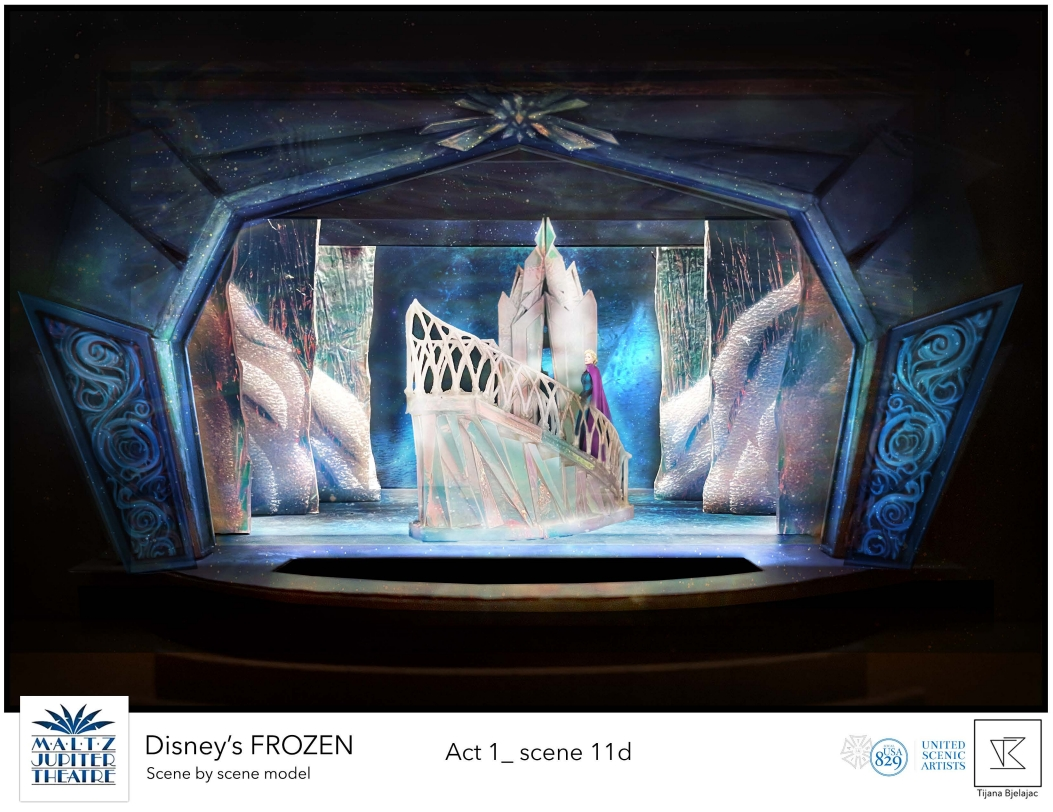 MALTZ
JUPITER
THEATRE
Disney's FROZEN
Scene by scene model
Act 1_ scene 11d
USA
829
UNITED
SCENIC
ARTISTS
Tijana Bjelajac